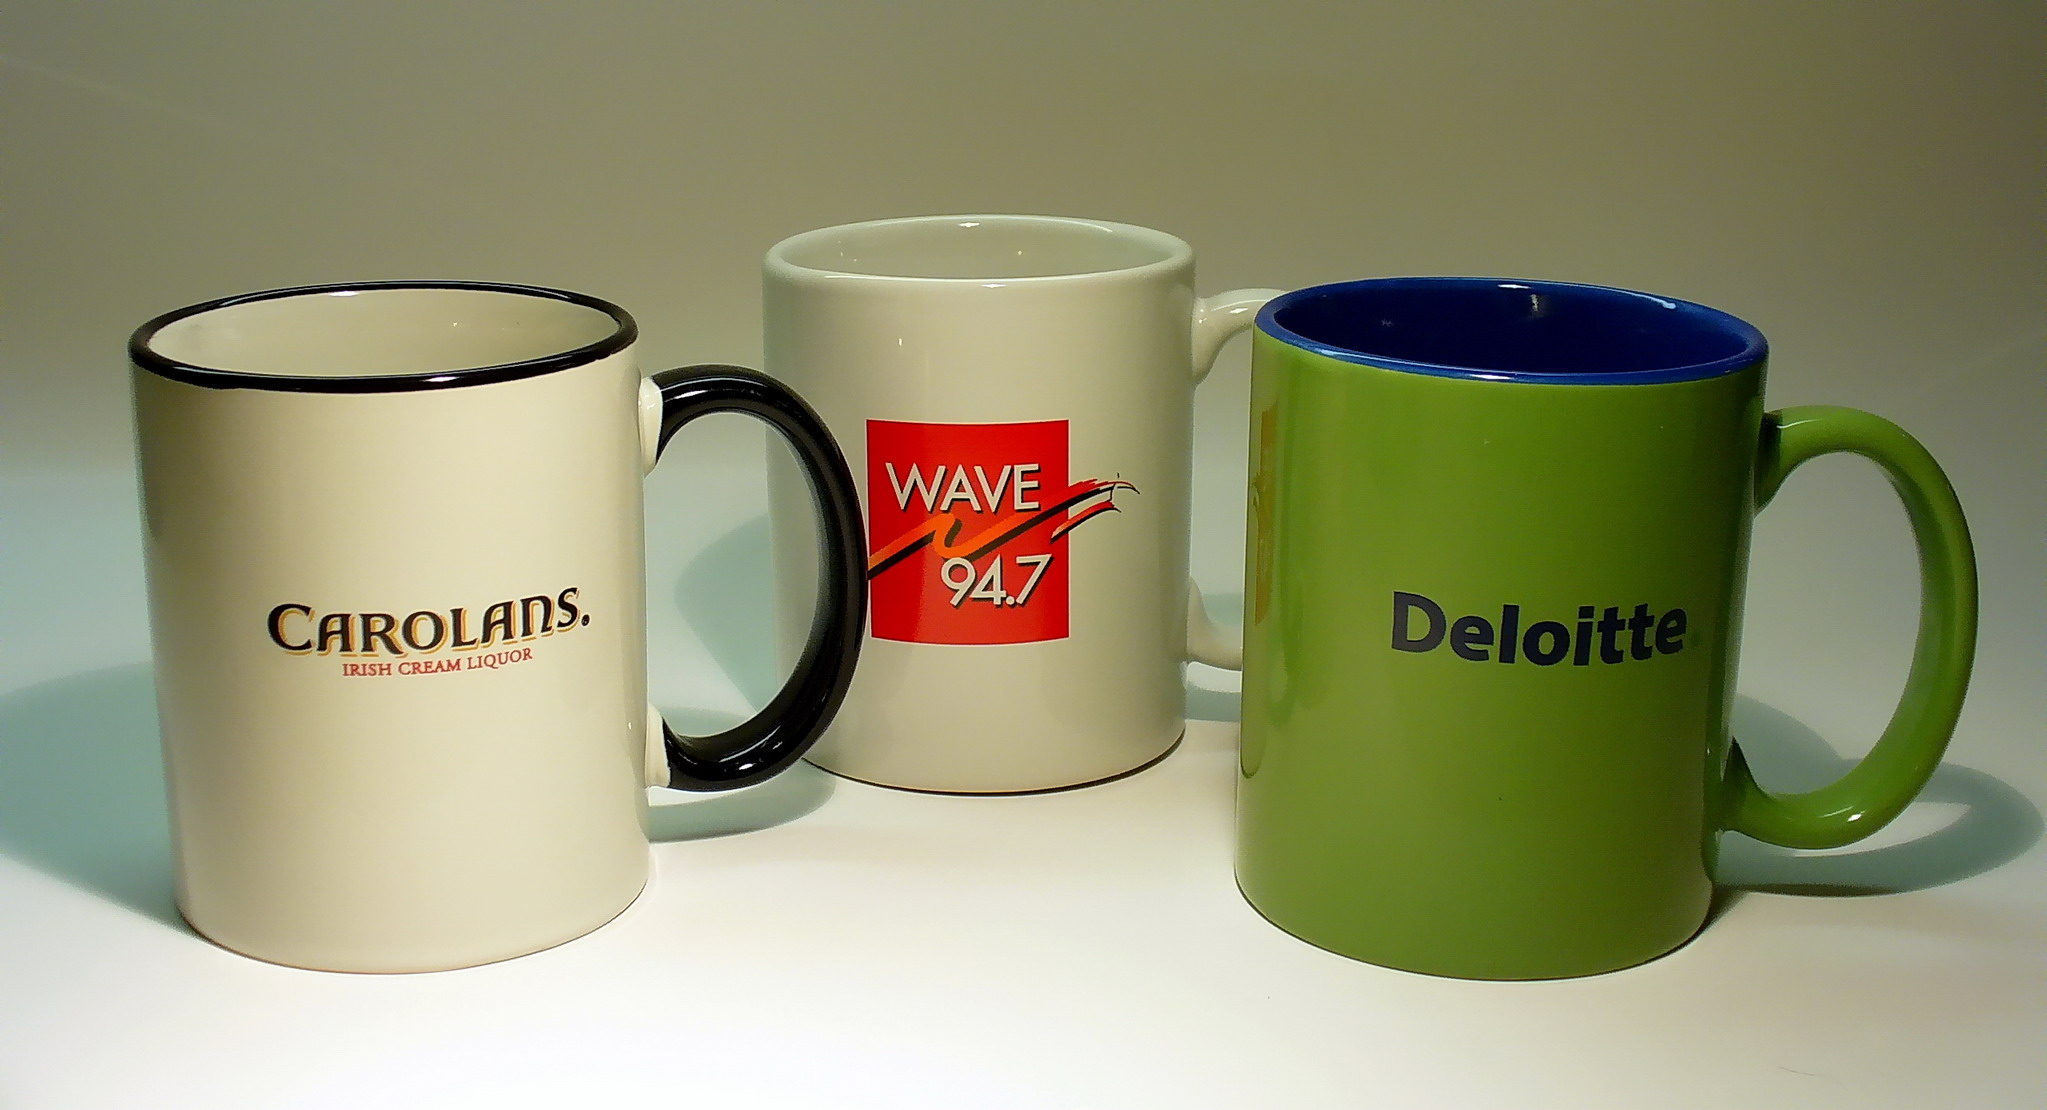 CAROLANS.
IRISH CREAM LIQUOR
WAVE
94.7
Deloitte